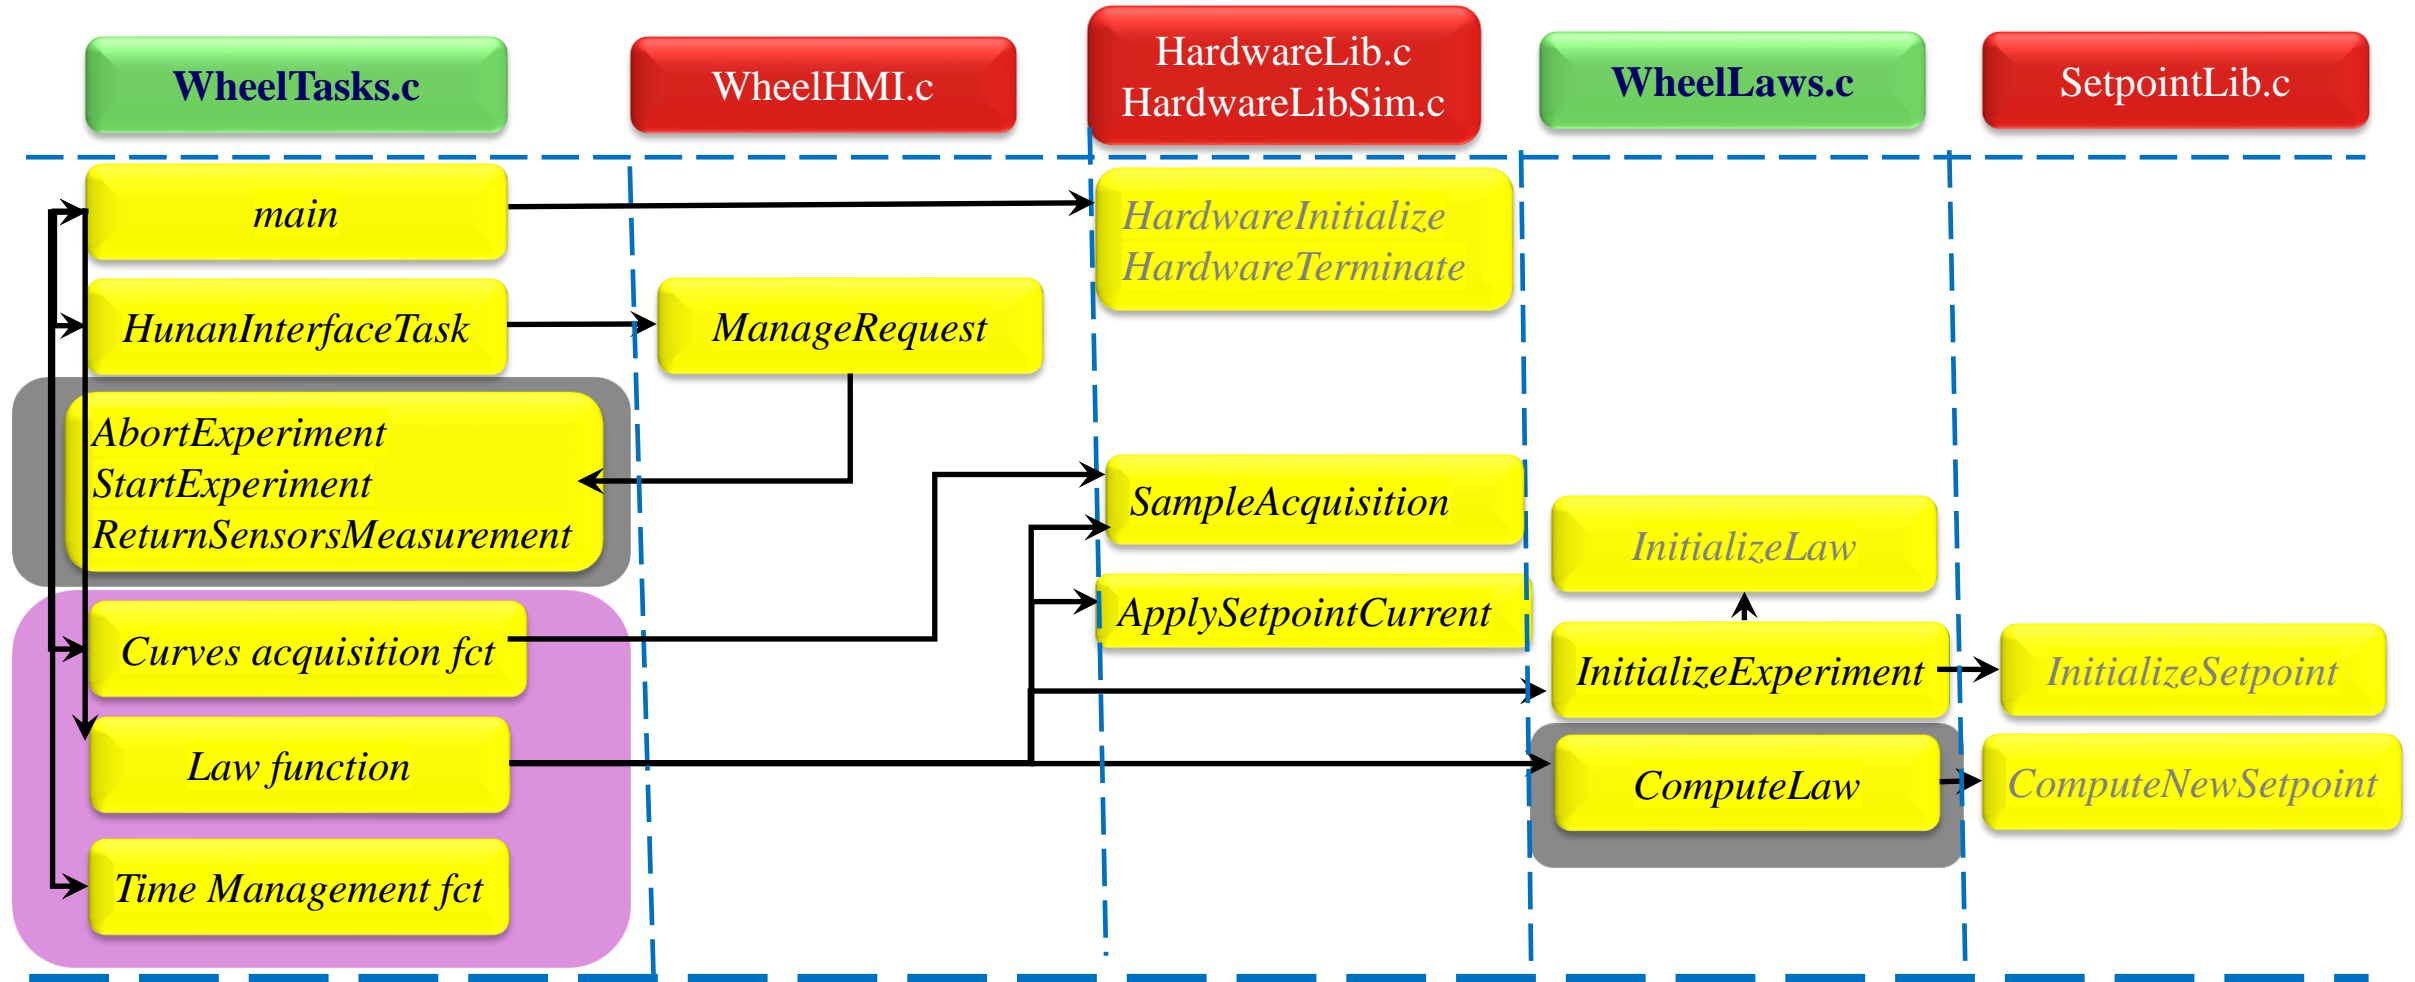 WheelTasks.c
WheelHMI.c
HardwareLib.c
HardwareLibSim.c
WheelLaws.c
SetpointLib.c
main
HardwareInitialize
HardwareTerminate
HunanInterfaceTask
ManageRequest
AbortExperiment
StartExperiment
ReturnSensorsMeasurement
SampleAcquisition
InitializeLaw
Curves acquisition fct
ApplySetpointCurrent
InitializeExperiment
InitializeSetpoint
Law function
ComputeLaw
ComputeNewSetpoint
Time Management fct